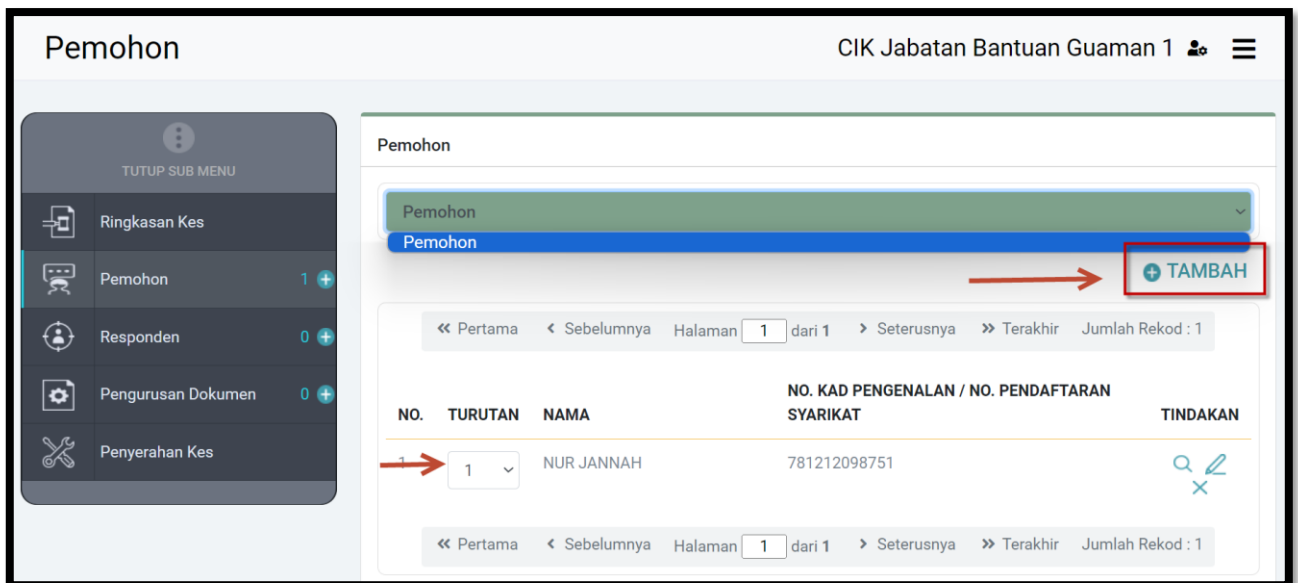 Pemohon
CIK Jabatan Bantuan Guaman 1
TUTUP SUB MENU
Ringkasan Kes
Pemohon 1
Responden 0
Pengurusan Dokumen 0
Penyerahan Kes
Pemohon
Pemohon
Pemohon
TAMBAH
Pertama Sebelumnya Halaman 1 dari 1 Seterusnya Terakhir Jumlah Rekod : 1
NO. TURUTAN NAMA NO. KAD PENGENALAN / NO. PENDAFTARAN SYARIKAT TINDAKAN
1 1 NUR JANNAH 781212098751
Pertama Sebelumnya Halaman 1 dari 1 Seterusnya Terakhir Jumlah Rekod : 1